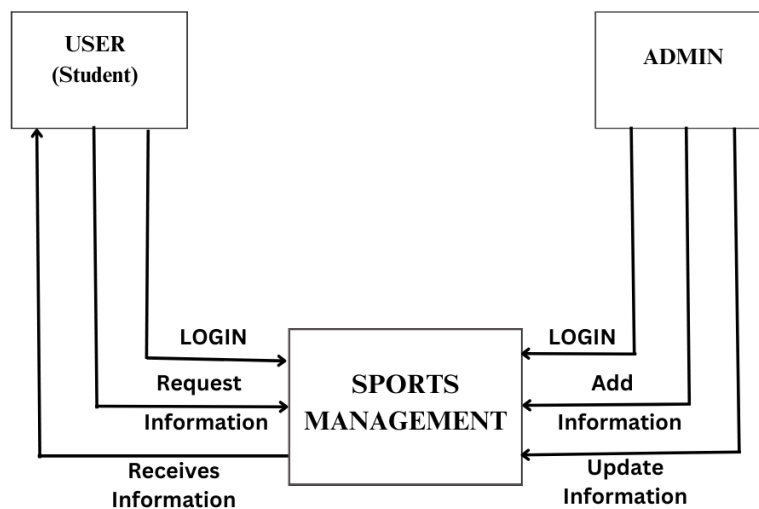 USER
(Student)
ADMIN
LOGIN
Request
Information
Receives
Information
SPORTS
MANAGEMENT
LOGIN
Add
Information
Update
Information